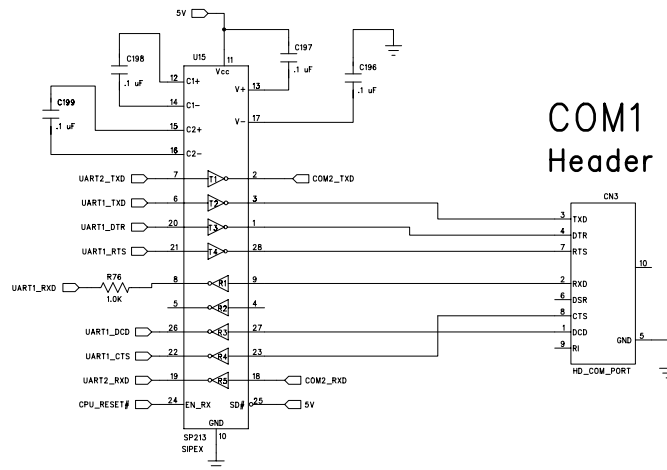 5V
U15
C198
.1 uF
C197
.1 uF
C196
.1 uF
C199
.1 uF
11
Vcc
12 C1+
14 C1-
15 C2+
16 C2-
V+ 13
V- 17
COM1
Header
UART2_TXD 7 T1 2 COM2_TXD
UART1_TXD 6 T2 3
UART1_DTR 20 T3 1
UART1_RTS 21 T4 28
R76
UART1_RXD 1.0K 8 R1 9
5 R2 4
UART1_DCD 26 R3 27
UART1_CTS 22 R4 23
UART2_RXD 19 R5 18 COM2_RXD
CPU_RESET# 24 EN_RX SD# 25 5V
GND
10
SP213
SIPEX
CN3
3 TXD
4 DTR
7 RTS
10
2 RXD
6 DSR
8 CTS
1 DCD
GND 5
9 RI
HD_COM_PORT